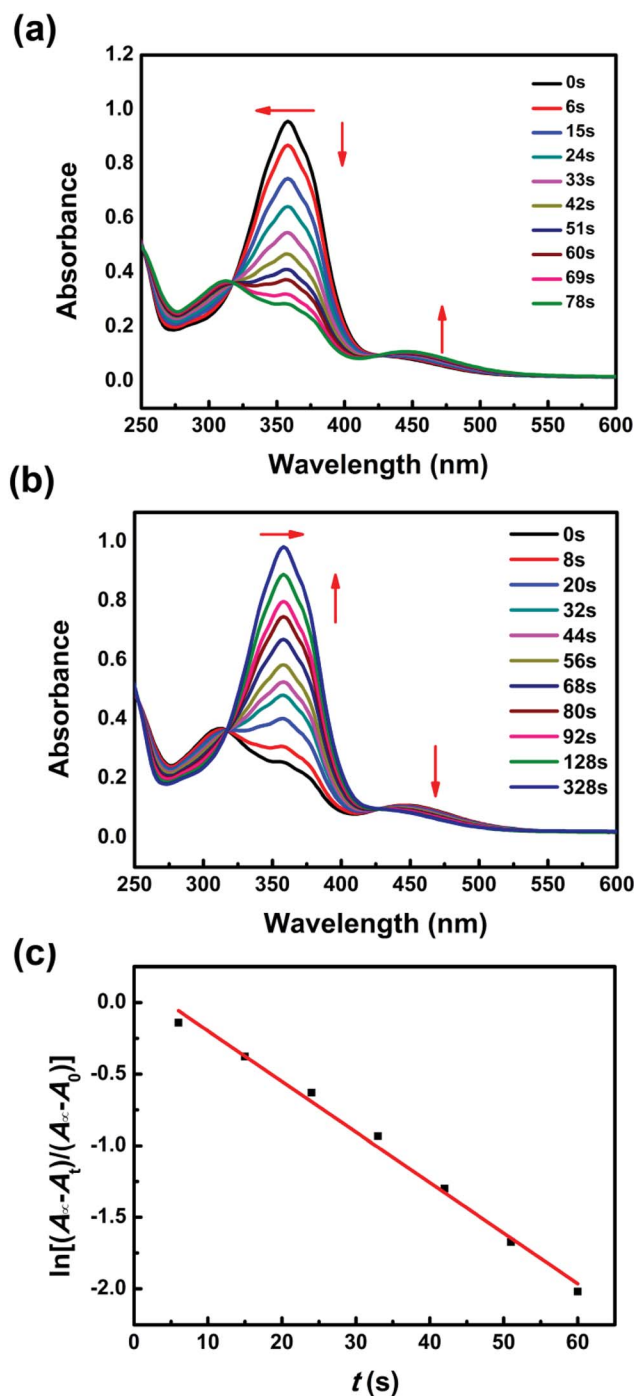 (a)
1.2
1.0
0.8
0.6
0.4
0.2
0.0
Absorbance
0s
6s
15s
24s
33s
42s
51s
60s
69s
78s
250 300 350 400 450 500 550 600
Wavelength (nm)
(b)
1.0
0.8
0.6
0.4
0.2
0.0
Absorbance
0s
8s
20s
32s
44s
56s
68s
80s
92s
128s
328s
250 300 350 400 450 500 550 600
Wavelength (nm)
(c)
0.0
-0.5
-1.0
-1.5
-2.0
ln[(A∝-Aₜ)/(A∝-A₀)]
0 10 20 30 40 50 60
t (s)